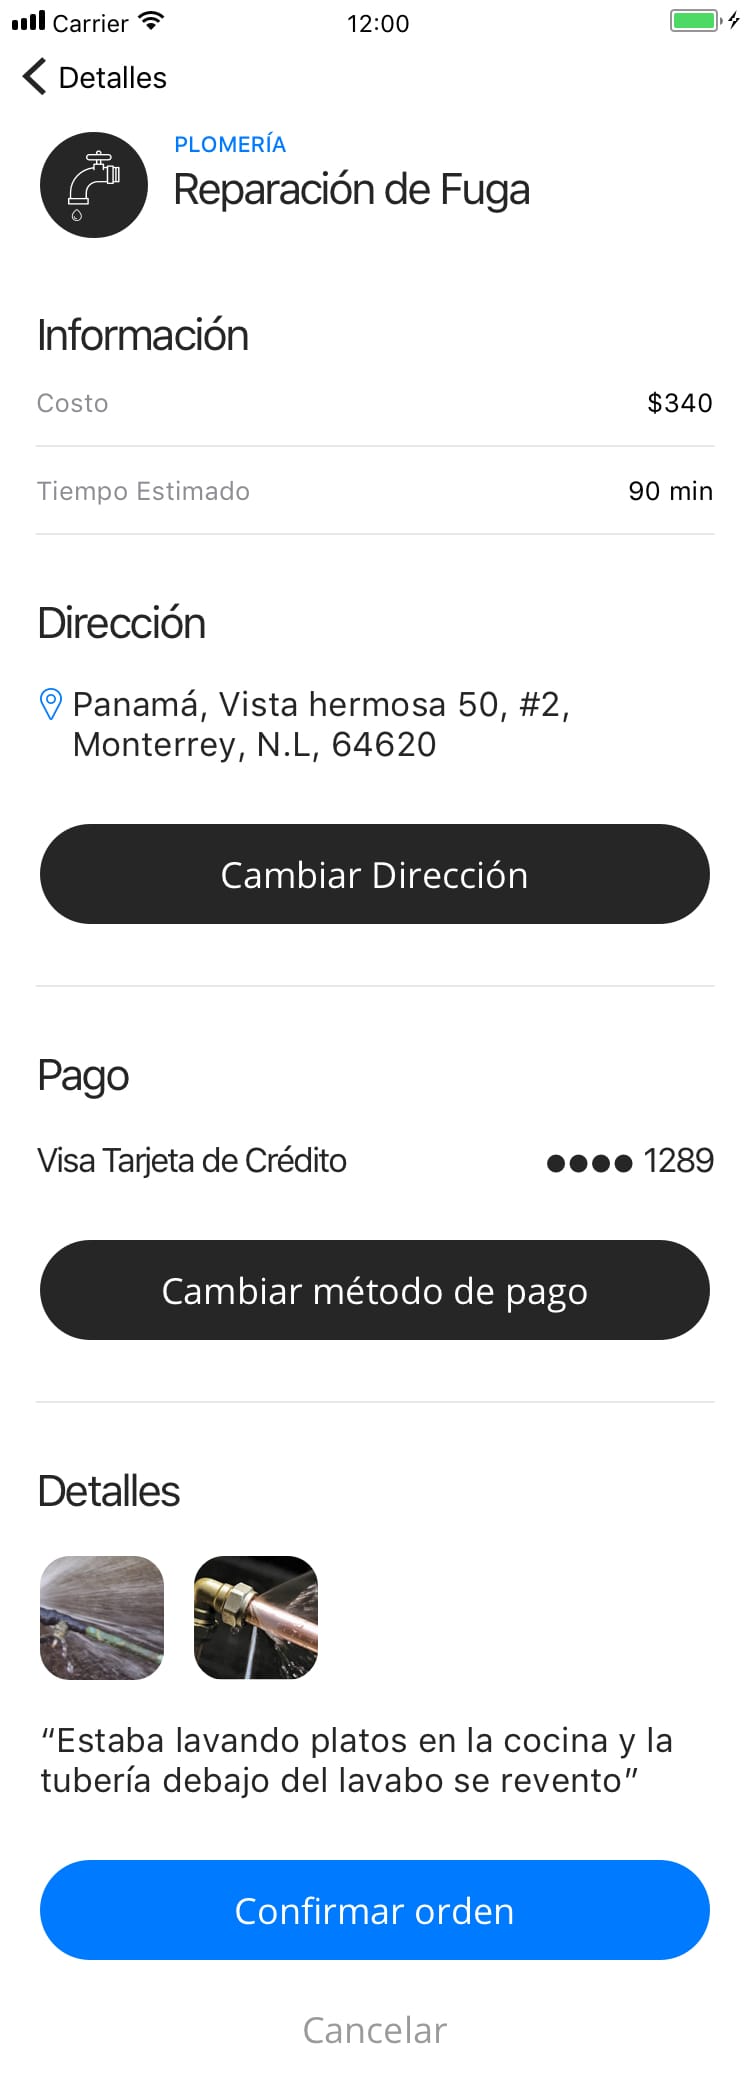 Carrier 12:00
Detalles
PLOMERÍA
Reparación de Fuga
Información
Costo $340
Tiempo Estimado 90 min
Dirección
Panamá, Vista hermosa 50, #2,
Monterrey, N.L, 64620
Cambiar Dirección
Pago
Visa Tarjeta de Crédito ●●●● 1289
Cambiar método de pago
Detalles
“Estaba lavando platos en la cocina y la
tubería debajo del lavabo se revento”
Confirmar orden
Cancelar